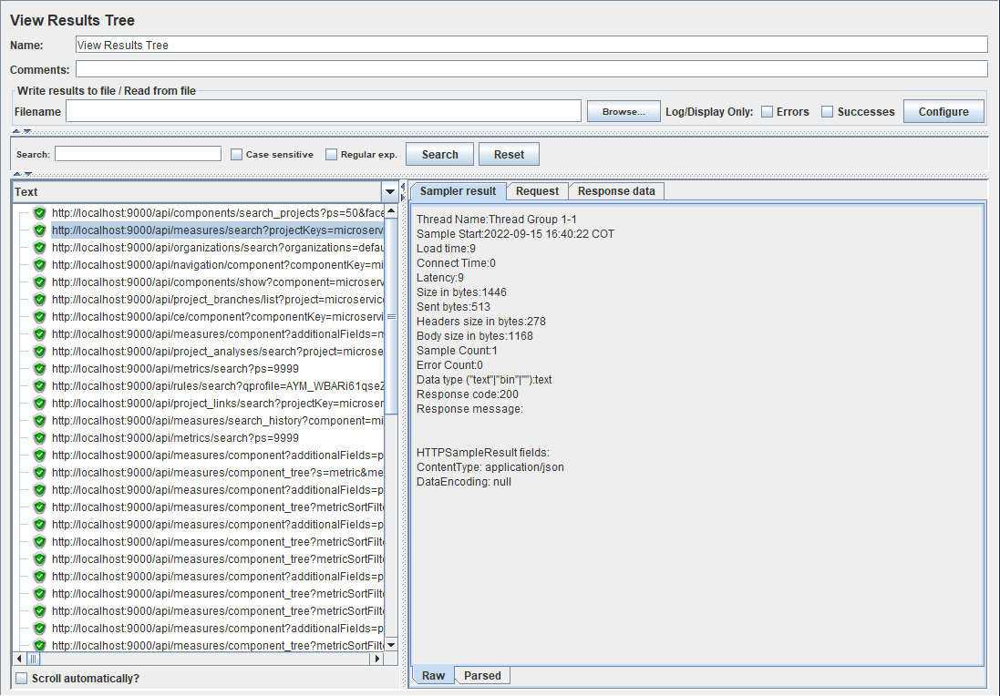 View Results Tree
Name: View Results Tree
Comments:
Write results to file / Read from file
Filename Browse... Log/Display Only: Errors Successes Configure
Search: Case sensitive Regular exp. Search Reset
Text
http://localhost:9000/api/components/search_projects?ps=50&face
http://localhost:9000/api/measures/search?projectKeys=microserv
http://localhost:9000/api/organizations/search?organizations=defau
http://localhost:9000/api/navigation/component?componentKey=mi
http://localhost:9000/api/components/show?component=microserv
http://localhost:9000/api/project_branches/list?project=microservice
http://localhost:9000/api/ce/component?componentKey=microservi
http://localhost:9000/api/measures/component?additionalFields=m
http://localhost:9000/api/project_analyses/search?project=microse
http://localhost:9000/api/metrics/search?ps=9999
http://localhost:9000/api/rules/search?qprofile=AYM_WBARi61qseZ
http://localhost:9000/api/project_links/search?projectKey=microser
http://localhost:9000/api/measures/search_history?component=mi
http://localhost:9000/api/metrics/search?ps=9999
http://localhost:9000/api/measures/component?additionalFields=p
http://localhost:9000/api/measures/component_tree?s=metric&me
http://localhost:9000/api/measures/component?additionalFields=p
http://localhost:9000/api/measures/component_tree?metricSortFilte
http://localhost:9000/api/measures/component?additionalFields=p
http://localhost:9000/api/measures/component_tree?metricSortFilte
http://localhost:9000/api/measures/component_tree?metricSortFilte
http://localhost:9000/api/measures/component?additionalFields=p
http://localhost:9000/api/measures/component_tree?metricSortFilte
http://localhost:9000/api/measures/component_tree?metricSortFilte
http://localhost:9000/api/measures/component?additionalFields=p
http://localhost:9000/api/measures/component_tree?metricSortFilte
Scroll automatically?
Sampler result Request Response data
Thread Name:Thread Group 1-1
Sample Start:2022-09-15 16:40:22 COT
Load time:9
Connect Time:0
Latency:9
Size in bytes:1446
Sent bytes:513
Headers size in bytes:278
Body size in bytes:1168
Sample Count:1
Error Count:0
Data type ("text"|"bin"|""):text
Response code:200
Response message:
HTTPSampleResult fields:
ContentType: application/json
DataEncoding: null
Raw Parsed